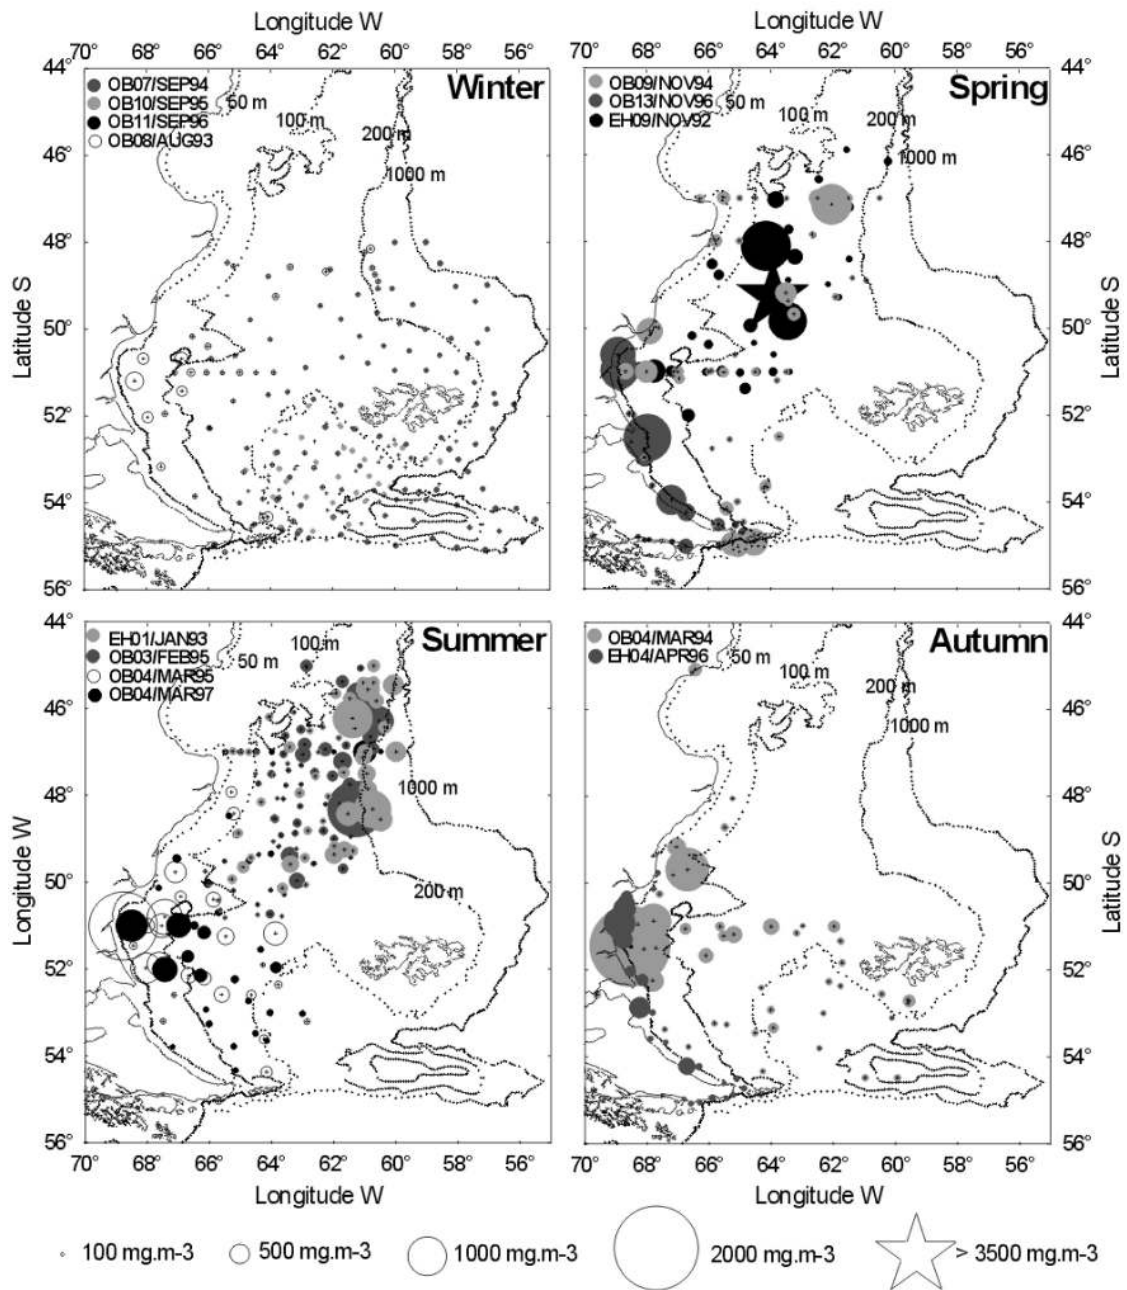 Longitude W
70° 68° 66° 64° 62° 60° 58° 56°
Longitude W
70° 68° 66° 64° 62° 60° 58° 56°
44°
46°
48°
50°
52°
54°
56°
Latitude S
OB07/SEP94
OB10/SEP95
OB11/SEP96
OB08/AUG93
Winter
50 m
100 m
200 m
1000 m
OB09/NOV94
OB13/NOV96
EH09/NOV92
Spring
50 m
100 m
200 m
1000 m
44°
46°
48°
50°
52°
54°
56°
Latitude S
44°
46°
48°
50°
52°
54°
56°
Longitude W
EH01/JAN93
OB03/FEB95
OB04/MAR95
OB04/MAR97
Summer
50 m
100 m
1000 m
200 m
OB04/MAR94
EH04/APR96
Autumn
50 m
100 m
200 m
1000 m
44°
46°
48°
50°
52°
54°
56°
Latitude S
70° 68° 66° 64° 62° 60° 58° 56°
Longitude W
70° 68° 66° 64° 62° 60° 58° 56°
Longitude W
100 mg.m-3
500 mg.m-3
1000 mg.m-3
2000 mg.m-3
> 3500 mg.m-3